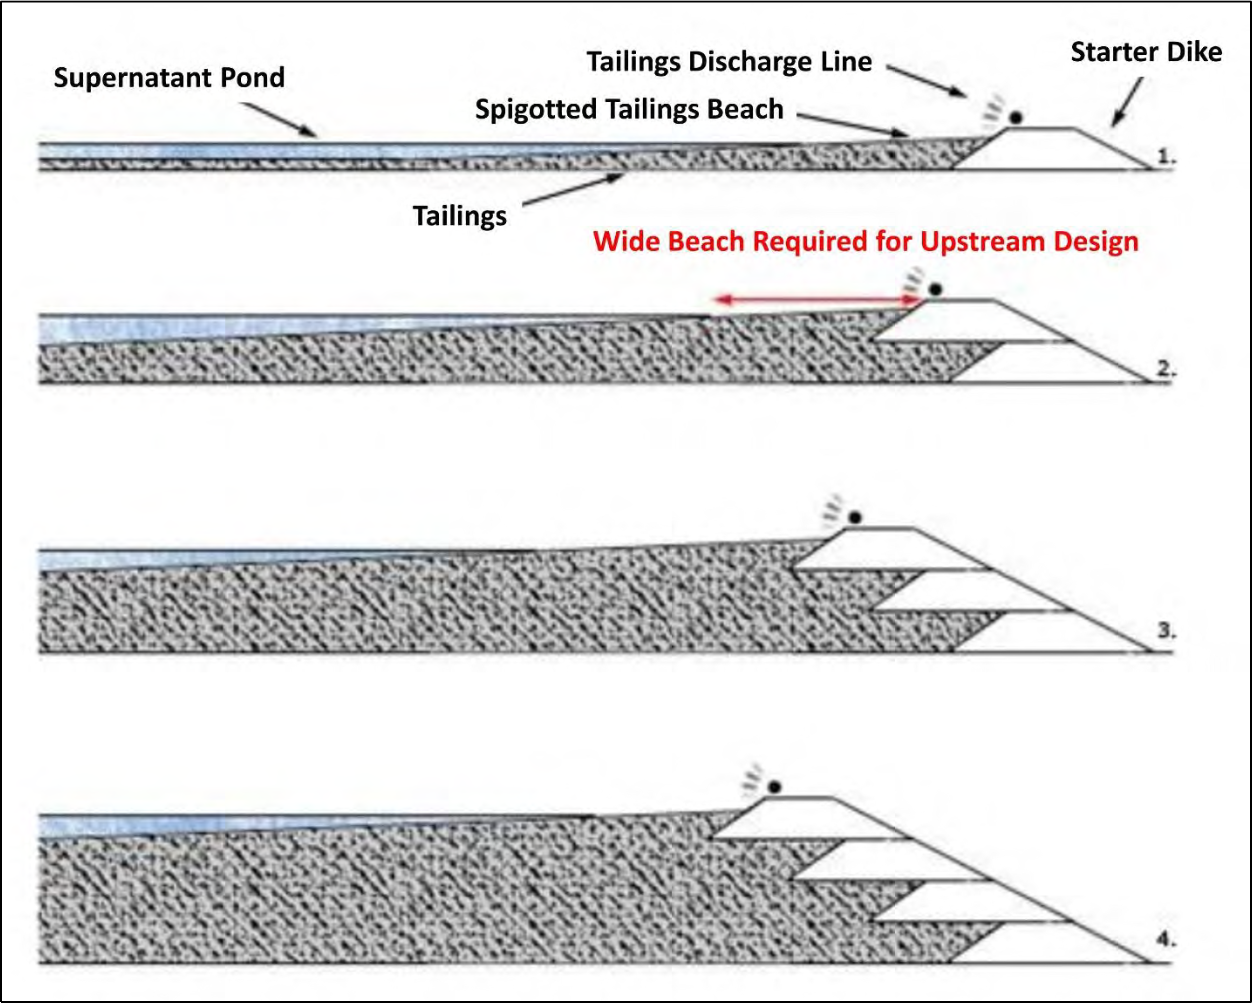 Tailings Discharge Line
Starter Dike
Supernatant Pond
Spigotted Tailings Beach
1.
Tailings
Wide Beach Required for Upstream Design
2.
3.
4.